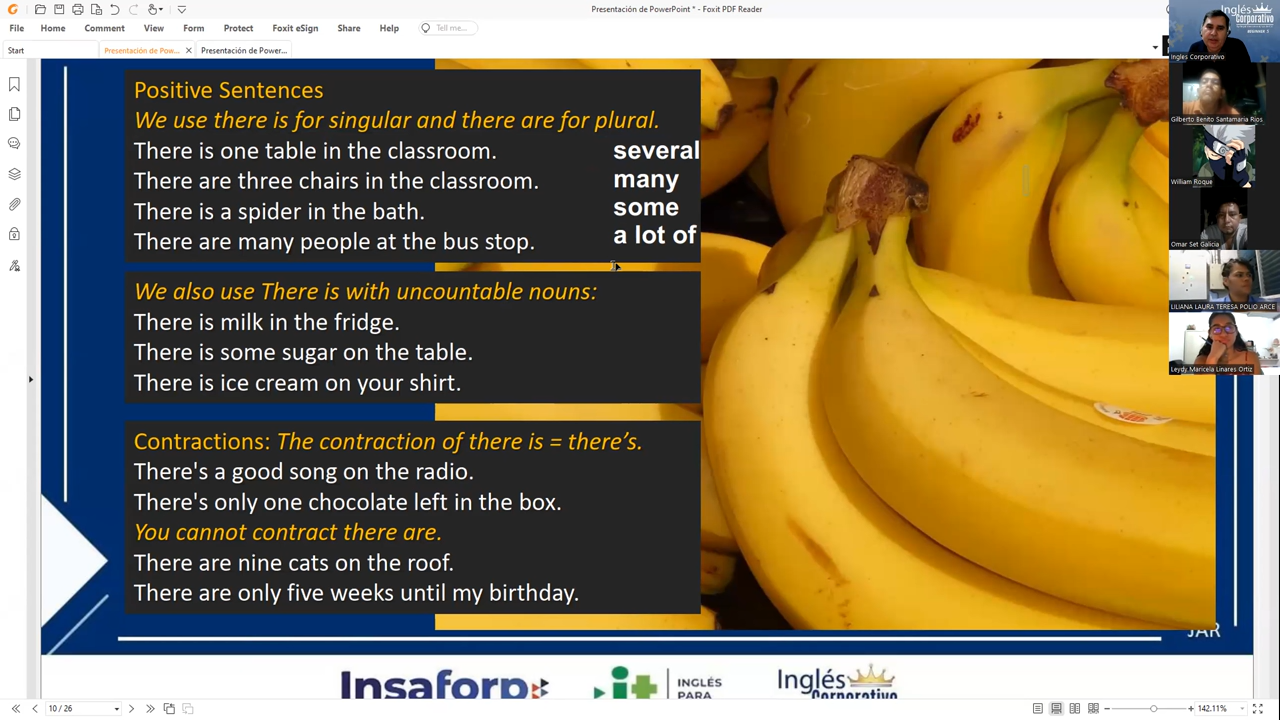 Presentación de PowerPoint * - Foxit PDF Reader
File Home Comment View Form Protect Foxit eSign Share Help Tell me...
Start Presentación de Pow... Presentación de Power...
Positive Sentences
We use there is for singular and there are for plural.
There is one table in the classroom.
There are three chairs in the classroom.
There is a spider in the bath.
There are many people at the bus stop.
several
many
some
a lot of
We also use There is with uncountable nouns:
There is milk in the fridge.
There is some sugar on the table.
There is ice cream on your shirt.
Contractions: The contraction of there is = there’s.
There's a good song on the radio.
There's only one chocolate left in the box.
You cannot contract there are.
There are nine cats on the roof.
There are only five weeks until my birthday.
JAR
Insaforp
it
INGLÉS
PARA
Inglés
Corporativo
Inglés
Corporativo
BEGINNER
Inglés Corporativo
Gilberto Benito Santamaria Rios
William Roque
Omar Set Galicia
LILIANA LAURA TERESA POLIO ARCE
Leydy Maricela Linares Ortiz
10 / 26
142.11%